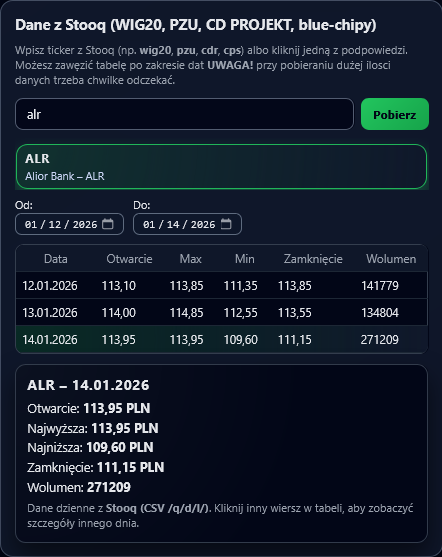 Dane z Stooq (WIG20, PZU, CD PROJEKT, blue-chipy)
Wpisz ticker z Stooq (np. wig20, pzu, cdr, cps) albo kliknij jedną z podpowiedzi.
Możesz zawęzić tabelę po zakresie dat UWAGA! przy pobieraniu dużej ilosci
danych trzeba chwilke odczekać.
alr Pobierz
ALR
Alior Bank – ALR
Od: Do:
01 / 12 / 2026 01 / 14 / 2026
Data Otwarcie Max Min Zamknięcie Wolumen
12.01.2026 113,10 113,85 111,35 113,85 141779
13.01.2026 114,00 114,85 112,55 113,55 134804
14.01.2026 113,95 113,95 109,60 111,15 271209
ALR – 14.01.2026
Otwarcie: 113,95 PLN
Najwyższa: 113,95 PLN
Najniższa: 109,60 PLN
Zamknięcie: 111,15 PLN
Wolumen: 271209
Dane dzienne z Stooq (CSV /q/d/l/). Kliknij inny wiersz w tabeli, aby zobaczyć
szczegóły innego dnia.